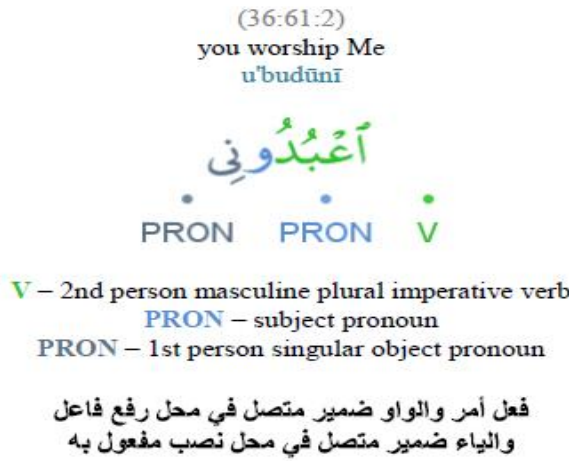 (36:61:2)
you worship Me
u'budūnī
ٱعْبُدُونِى
PRON PRON V
V – 2nd person masculine plural imperative verb
PRON – subject pronoun
PRON – 1st person singular object pronoun
فعل أمر والواو ضمير متصل في محل رفع فاعل
والياء ضمير متصل في محل نصب مفعول به